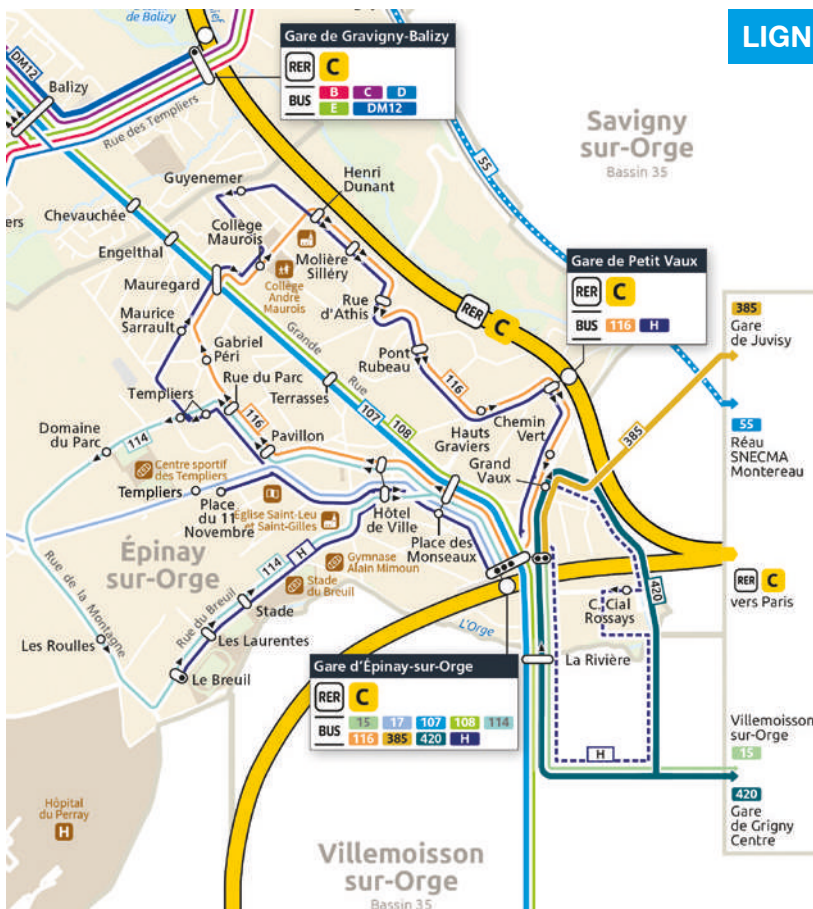 de Balizy
LIGN
Gare de Gravigny-Balizy
RER C
BUS B C D
E DM12
DM12
Balizy
Rue des Templiers
Savigny
sur-Orge
Bassin 35
55
Guyenemer
Henri
Dunant
Chevauchée
ers
Collège
Maurois
Engelthal
Molière
Silléry
Collège
André
Maurois
Mauregard
Gare de Petit Vaux
RER C
BUS 116 H
Rue
d'Athis
RER C
385
Gare
de Juvisy
Maurice
Sarrault
Grande
Rue
Gabriel
Péri
Pont
Rubeau
116
Rue du Parc
Terrasses
Templiers
116
107
108
Hauts
Graviers
Chemin
Vert
385
55
Réau
SNECMA
Montereau
Domaine
du Parc
114
Pavillon
Grand
Vaux
Centre sportif
des Templiers
Templiers
Place
du 11
Novembre
Église Saint-Leu
et Saint-Gilles
Hôtel
de Ville
Place des
Monseaux
Épinay
sur-Orge
Gymnase
Alain Mimoun
Stade
du Breuil
114
H
Rue du Breuil
Rue de la Montagne
Stade
Les Laurentes
Les Roulles
Le Breuil
L'Orge
420
C. Cial
Rossays
RER C
vers Paris
La Rivière
Gare d'Épinay-sur-Orge
RER C
BUS 15 17 107 108 114
116 385 420 H
H
Villemoisson
sur-Orge
15
420
Gare
de Grigny
Centre
Hôpital
du Perray
H
Villemoisson
sur-Orge
Bassin 35